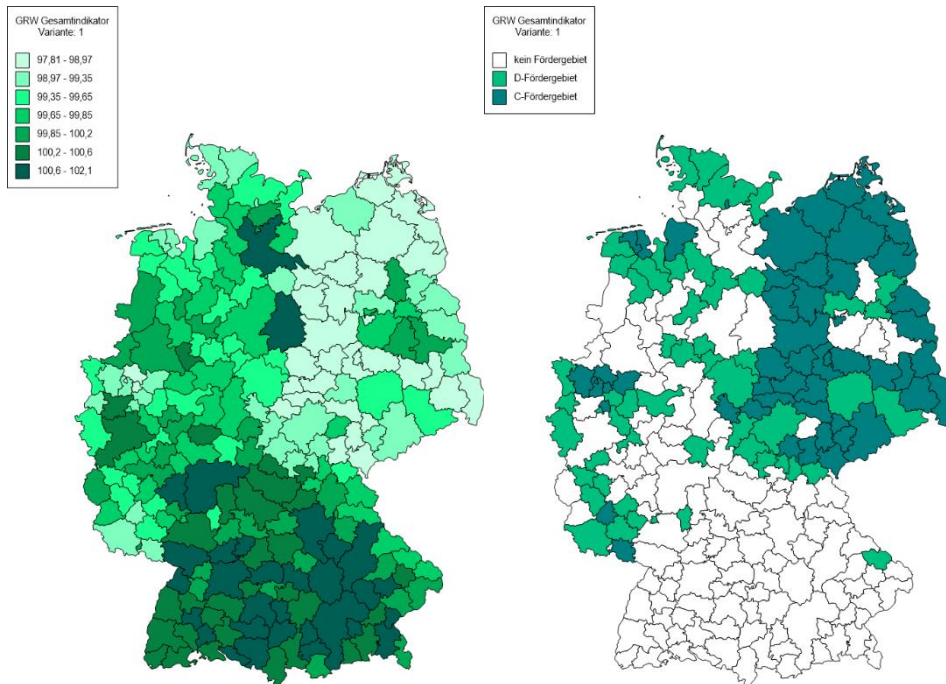 GRW Gesamtindikator
Variante: 1
97,81 - 98,97
98,97 - 99,35
99,35 - 99,65
99,65 - 99,85
99,85 - 100,2
100,2 - 100,6
100,6 - 102,1
GRW Gesamtindikator
Variante: 1
kein Fördergebiet
D-Fördergebiet
C-Fördergebiet